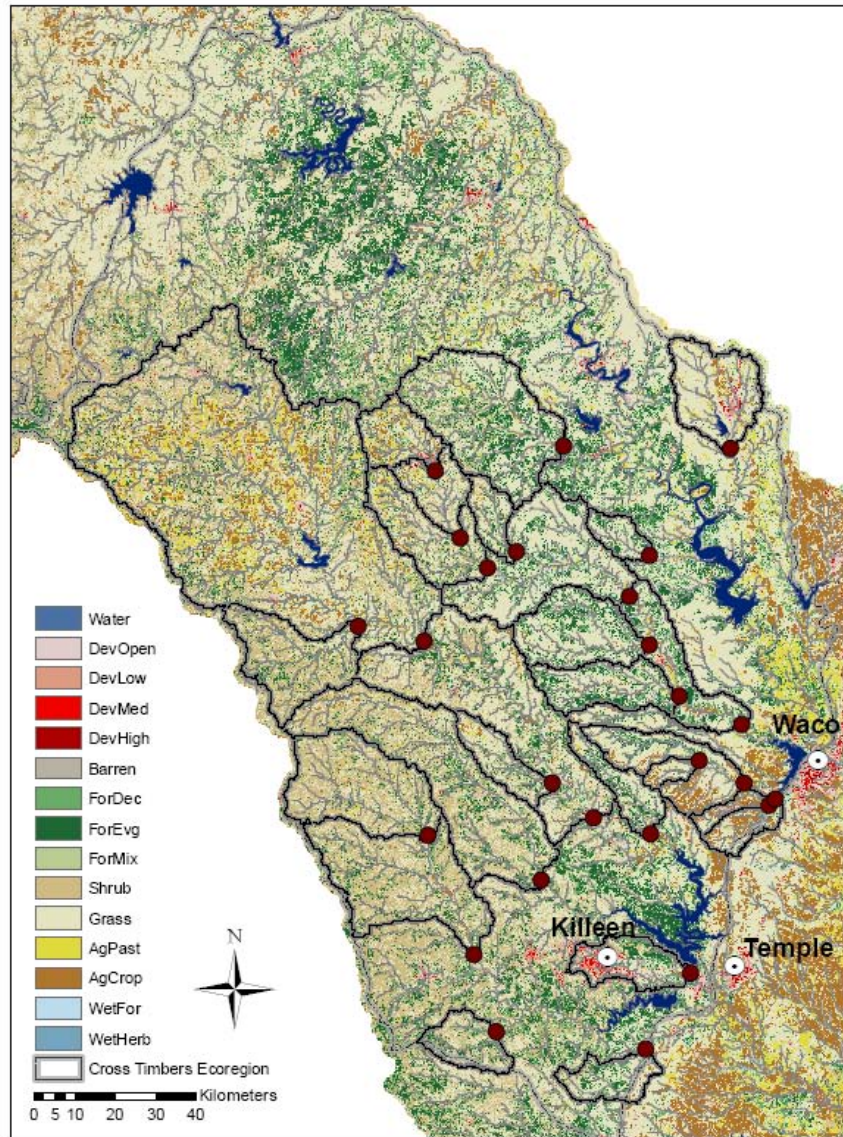 Waco
Killeen
Temple
Water
DevOpen
DevLow
DevMed
DevHigh
Barren
ForDec
ForEvg
ForMix
Shrub
Grass
AgPast
AgCrop
WetFor
WetHerb
Cross Timbers Ecoregion
N
Kilometers
0 5 10 20 30 40